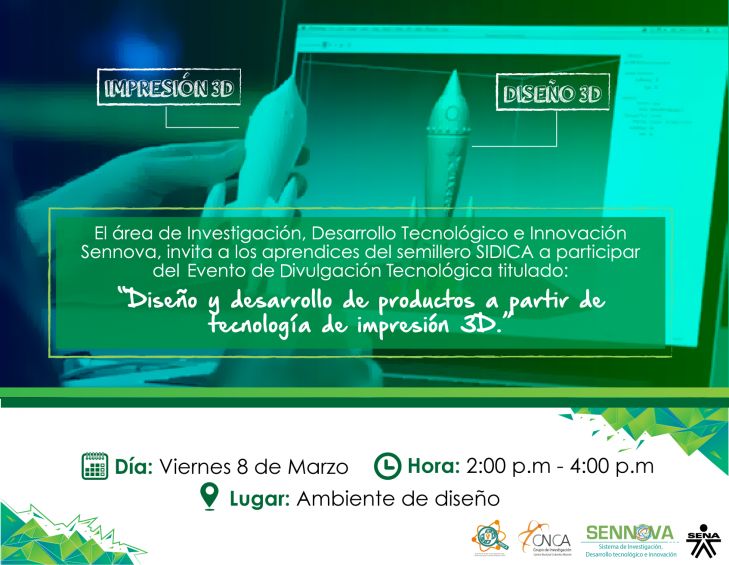 IMPRESIÓN 3D
DISEÑO 3D
El área de Investigación, Desarrollo Tecnológico e Innovación
Sennova, invita a los aprendices del semillero SIDICA a participar
del Evento de Divulgación Tecnológica titulado:
“Diseño y desarrollo de productos a partir de
tecnología de impresión 3D.”
Día: Viernes 8 de Marzo
Hora: 2:00 p.m - 4:00 p.m
Lugar: Ambiente de diseño
CNCA
Grupo de Investigación
SENNOVA
Sistema de investigación,
Desarrollo tecnológico e innovación
SENA